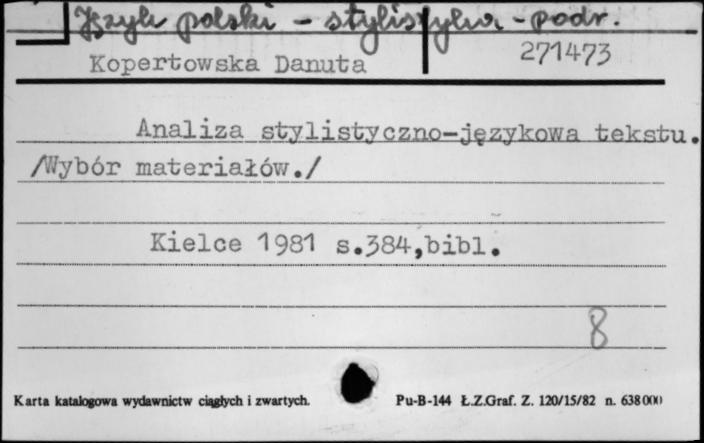 Język polski - stylistyka - podr.
Kopertowska Danuta
271473
Analiza stylistyczno-językowa tekstu.
/Wybór materiałów./
Kielce 1981 s.384,bibl.
8
Karta katalogowa wydawnictw ciągłych i zwartych.
Pu-B-144 Ł.Z.Graf. Z. 120/15/82 n. 638000